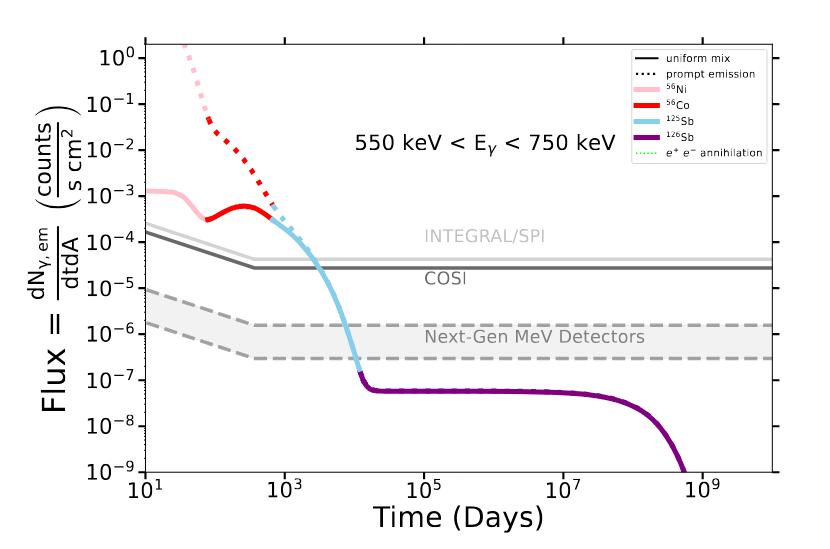 10⁰
10⁻¹
10⁻²
10⁻³
10⁻⁴
10⁻⁵
10⁻⁶
10⁻⁷
10⁻⁸
10⁻⁹
Flux = dN_γ, em / dtdA (counts / s cm²)
uniform mix
prompt emission
⁵⁶Ni
⁵⁶Co
¹²⁵Sb
¹²⁶Sb
e⁺ e⁻ annihilation
550 keV < E_γ < 750 keV
INTEGRAL/SPI
COSI
Next-Gen MeV Detectors
10¹ 10³ 10⁵ 10⁷ 10⁹
Time (Days)